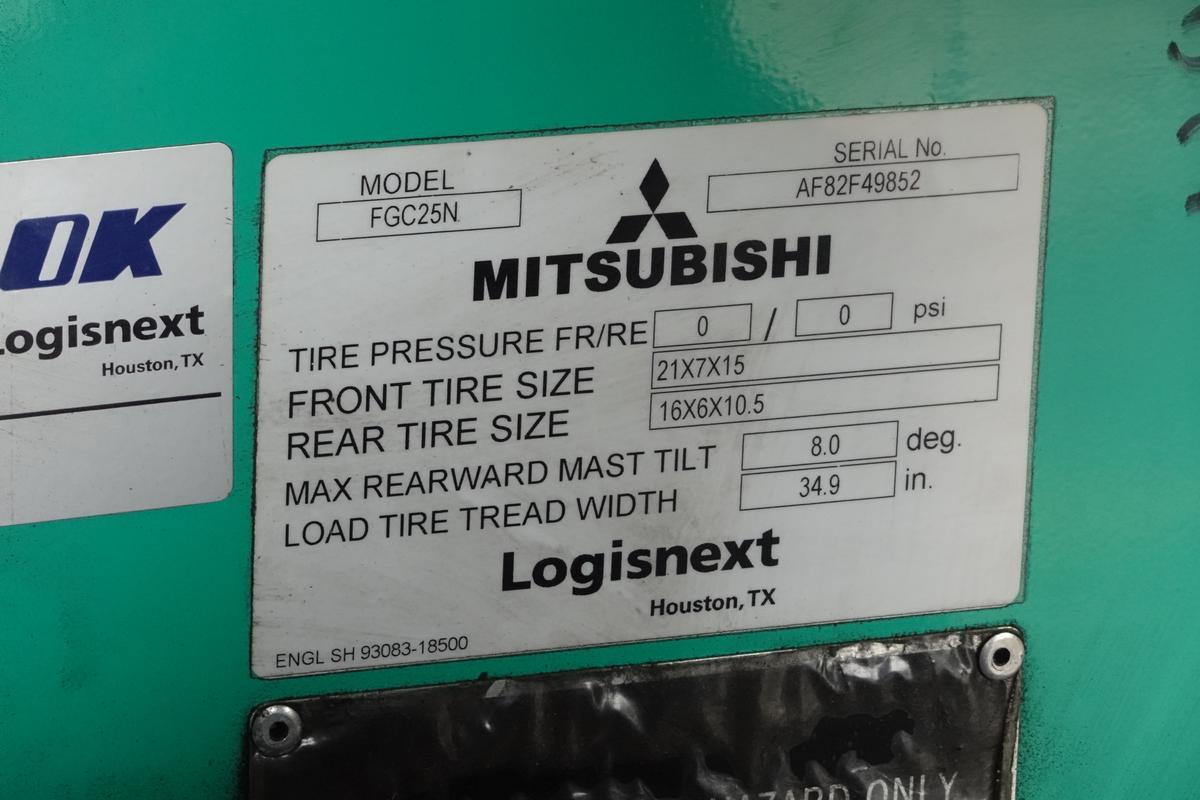 OK
Logisnext
Houston, TX
MODEL
FGC25N
SERIAL No.
AF82F49852
MITSUBISHI
TIRE PRESSURE FR/RE 0 / 0 psi
FRONT TIRE SIZE 21X7X15
REAR TIRE SIZE 16X6X10.5
MAX REARWARD MAST TILT 8.0 deg.
LOAD TIRE TREAD WIDTH 34.9 in.
Logisnext
Houston, TX
ENGL SH 93083-18500
HAZARD ONLY